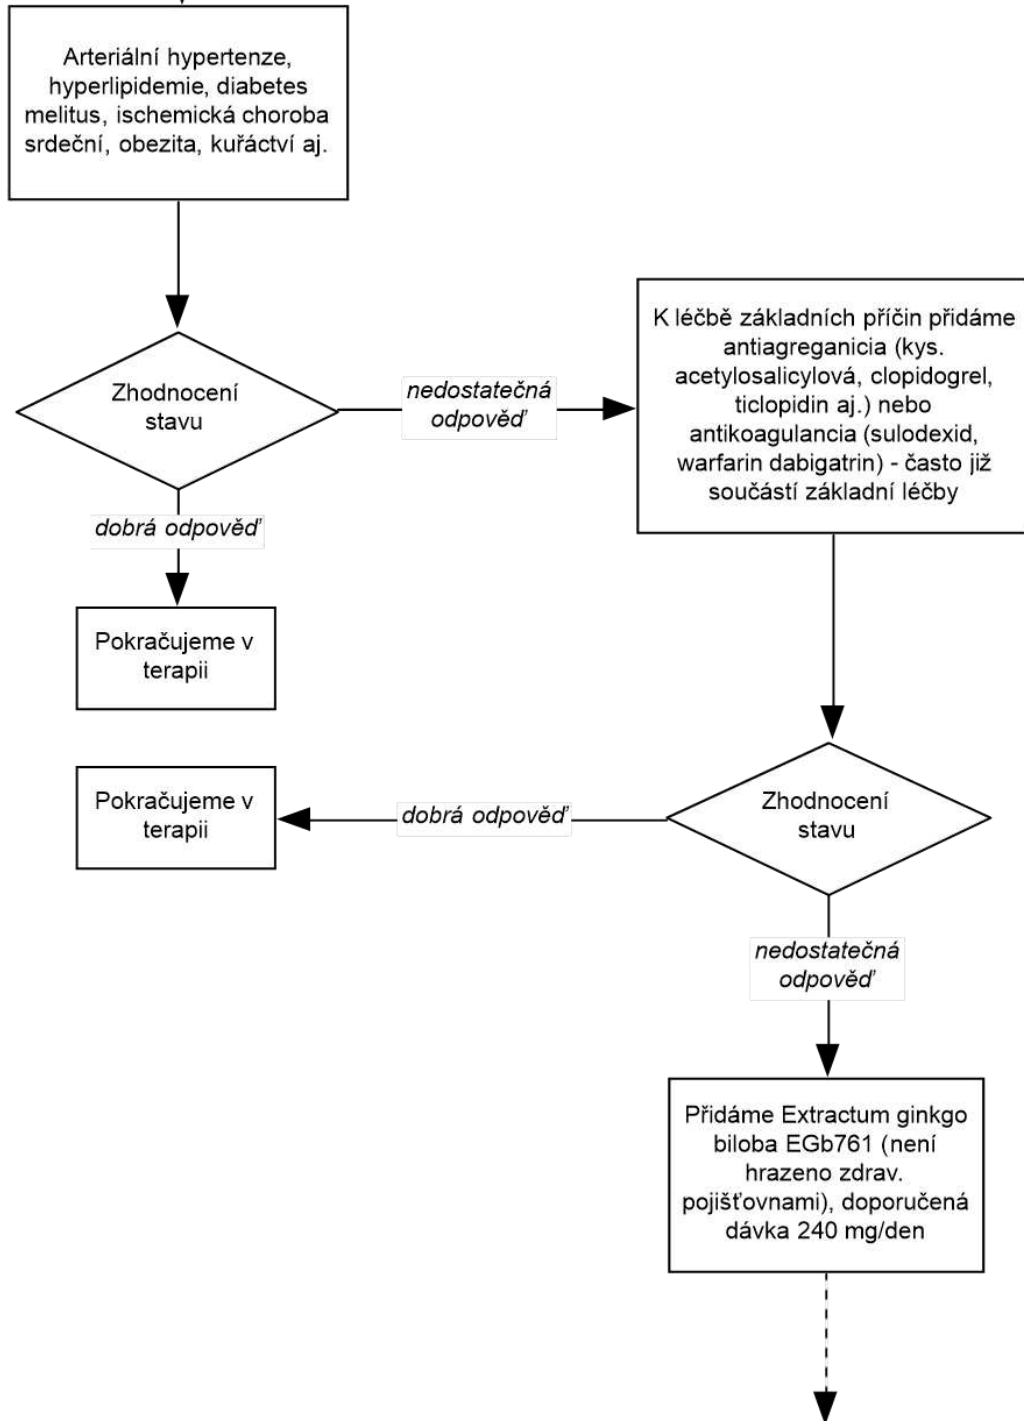 Arteriální hypertenze,
hyperlipidemie, diabetes
melitus, ischemická choroba
srdeční, obezita, kuřáctví aj.
Zhodnocení
stavu
nedostatečná
odpověď
K léčbě základních příčin přidáme
antiagreganicia (kys.
acetylosalicylová, clopidogrel,
ticlopidin aj.) nebo
antikoagulancia (sulodexid,
warfarin dabigatrin) - často již
součástí základní léčby
dobrá odpověď
Pokračujeme v
terapii
Pokračujeme v
terapii
dobrá odpověď
Zhodnocení
stavu
nedostatečná
odpověď
Přidáme Extractum ginkgo
biloba EGb761 (není
hrazeno zdrav.
pojišťovnami), doporučená
dávka 240 mg/den